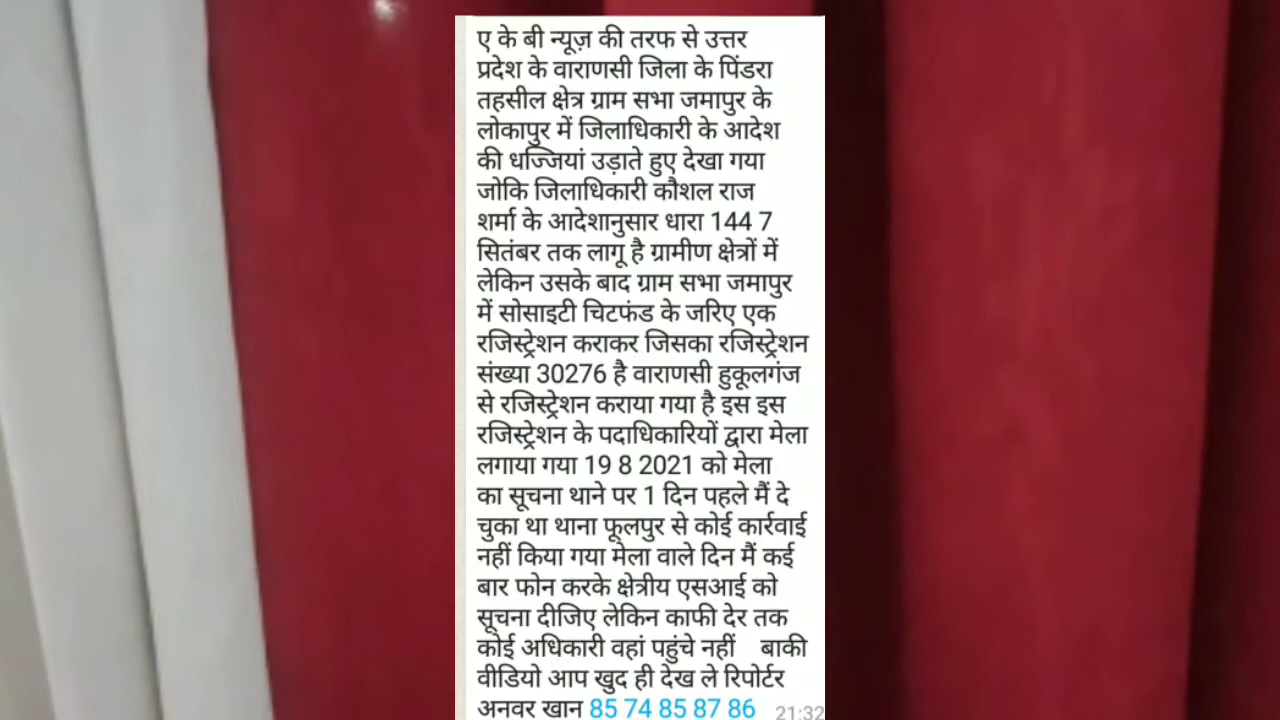 ए के बी न्यूज़ की तरफ से उत्तर
प्रदेश के वाराणसी जिला के पिंडरा
तहसील क्षेत्र ग्राम सभा जमापुर के
लोकापुर में जिलाधिकारी के आदेश
की धज्जियां उड़ाते हुए देखा गया
जोकि जिलाधिकारी कौशल राज
शर्मा के आदेशानुसार धारा 144 7
सितंबर तक लागू है ग्रामीण क्षेत्रों में
लेकिन उसके बाद ग्राम सभा जमापुर
में सोसाइटी चिटफंड के जरिए एक
रजिस्ट्रेशन कराकर जिसका रजिस्ट्रेशन
संख्या 30276 है वाराणसी हुकूलगंज
से रजिस्ट्रेशन कराया गया है इस इस
रजिस्ट्रेशन के पदाधिकारियों द्वारा मेला
लगाया गया 19 8 2021 को मेला
का सूचना थाने पर 1 दिन पहले मैं दे
चुका था थाना फूलपुर से कोई कार्रवाई
नहीं किया गया मेला वाले दिन मैं कई
बार फोन करके क्षेत्रीय एसआई को
सूचना दीजिए लेकिन काफी देर तक
कोई अधिकारी वहां पहुंचे नहीं बाकी
वीडियो आप खुद ही देख ले रिपोर्टर
अनवर खान 85 74 85 87 86 21:32